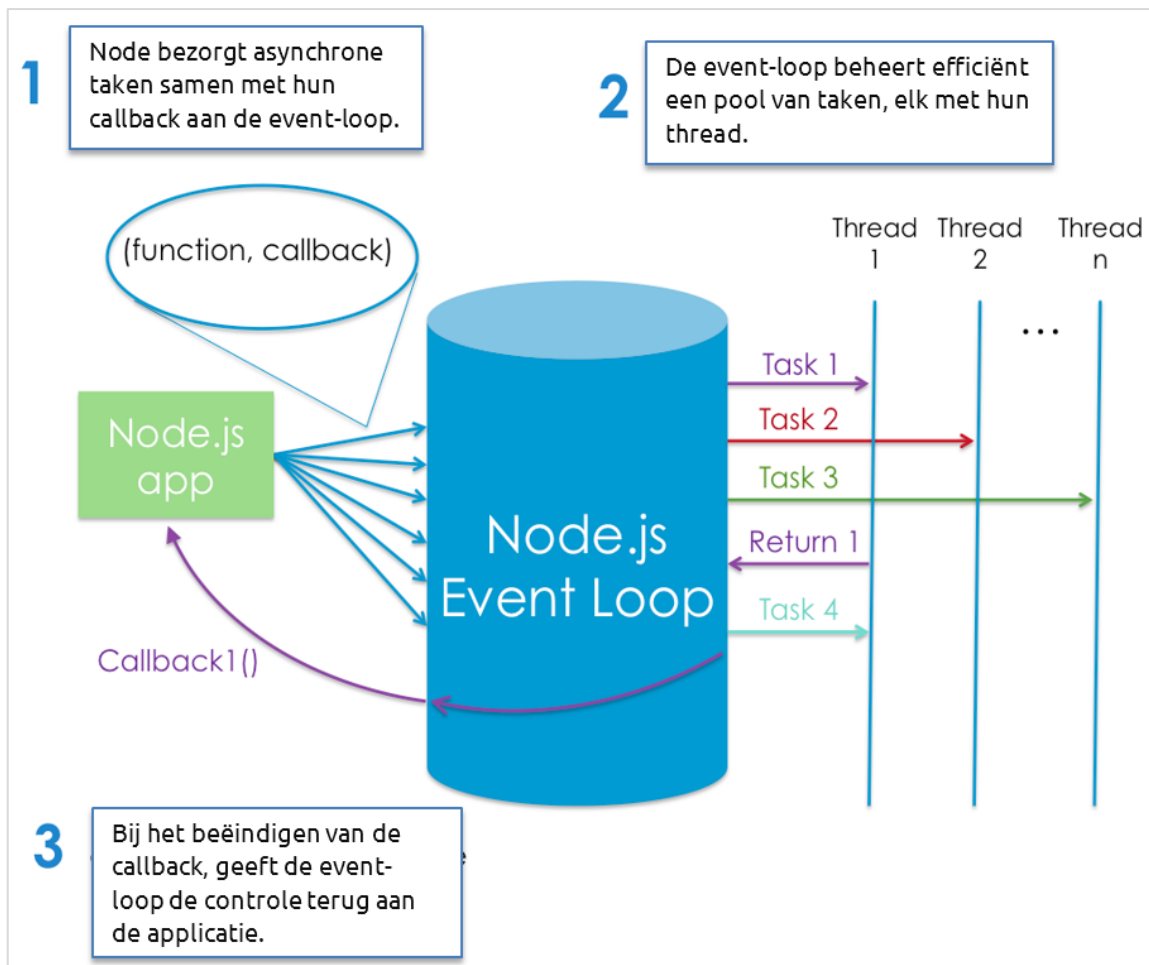 1
Node bezorgt asynchrone
taken samen met hun
callback aan de event-loop.
2
De event-loop beheert efficiënt
een pool van taken, elk met hun
thread.
(function, callback)
Thread
1
Thread
2
...
Thread
n
Node.js
app
Node.js
Event Loop
Task 1
Task 2
Task 3
Return 1
Task 4
Callback1()
3
Bij het beëindigen van de
callback, geeft de event-
loop de controle terug aan
de applicatie.